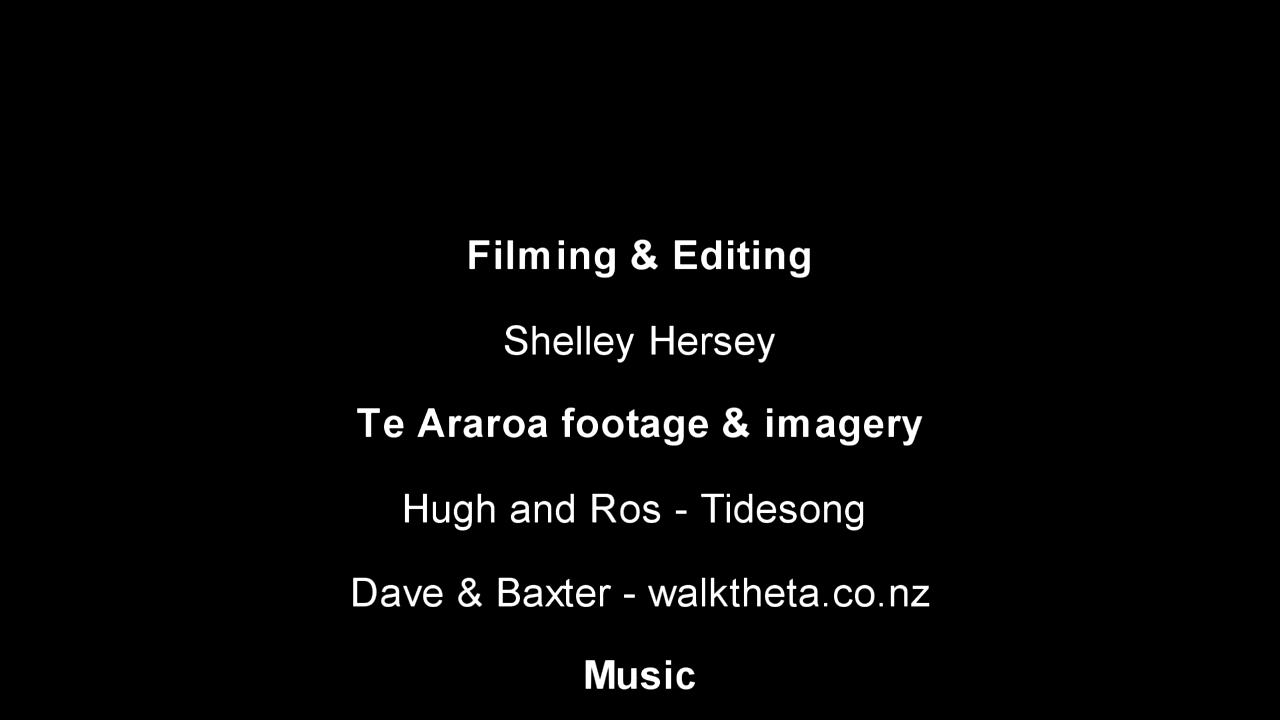 Filming & Editing
Shelley Hersey
Te Araroa footage & imagery
Hugh and Ros - Tidesong
Dave & Baxter - walktheta.co.nz
Music